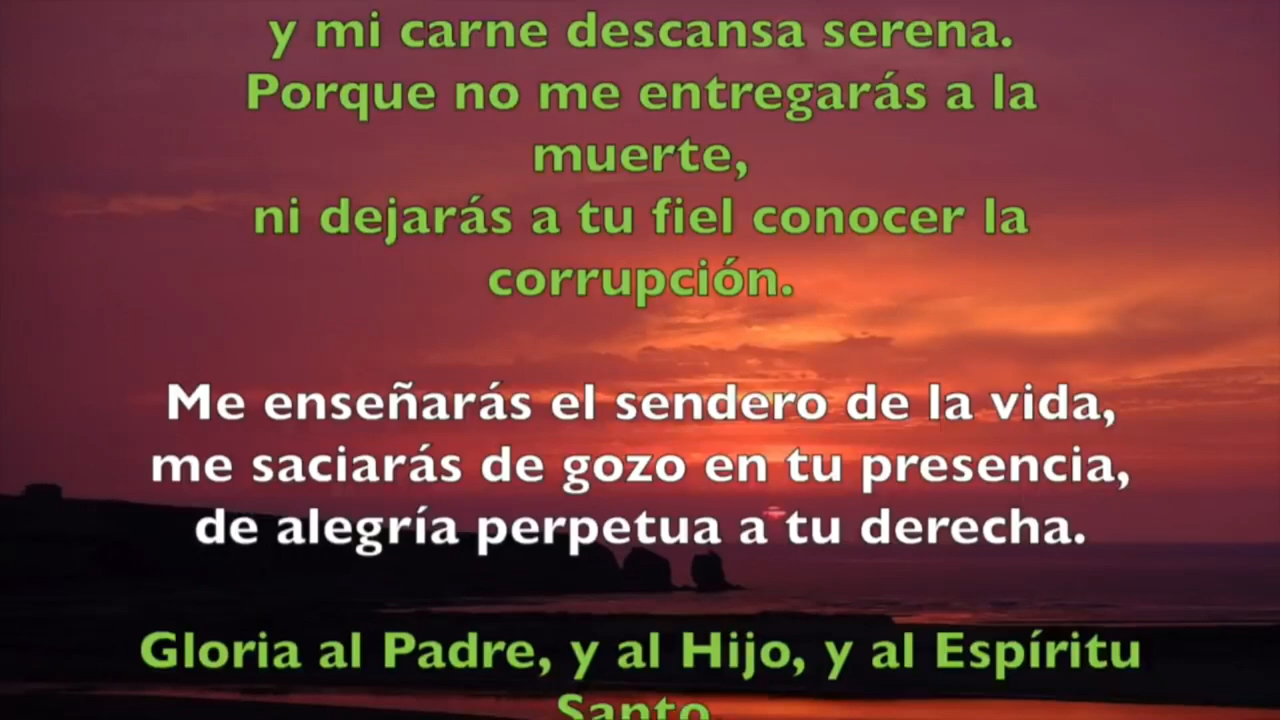 y mi carne descansa serena.
Porque no me entregarás a la
muerte,
ni dejarás a tu fiel conocer la
corrupción.
Me enseñarás el sendero de la vida,
me saciarás de gozo en tu presencia,
de alegría perpetua a tu derecha.
Gloria al Padre, y al Hijo, y al Espíritu
Santo